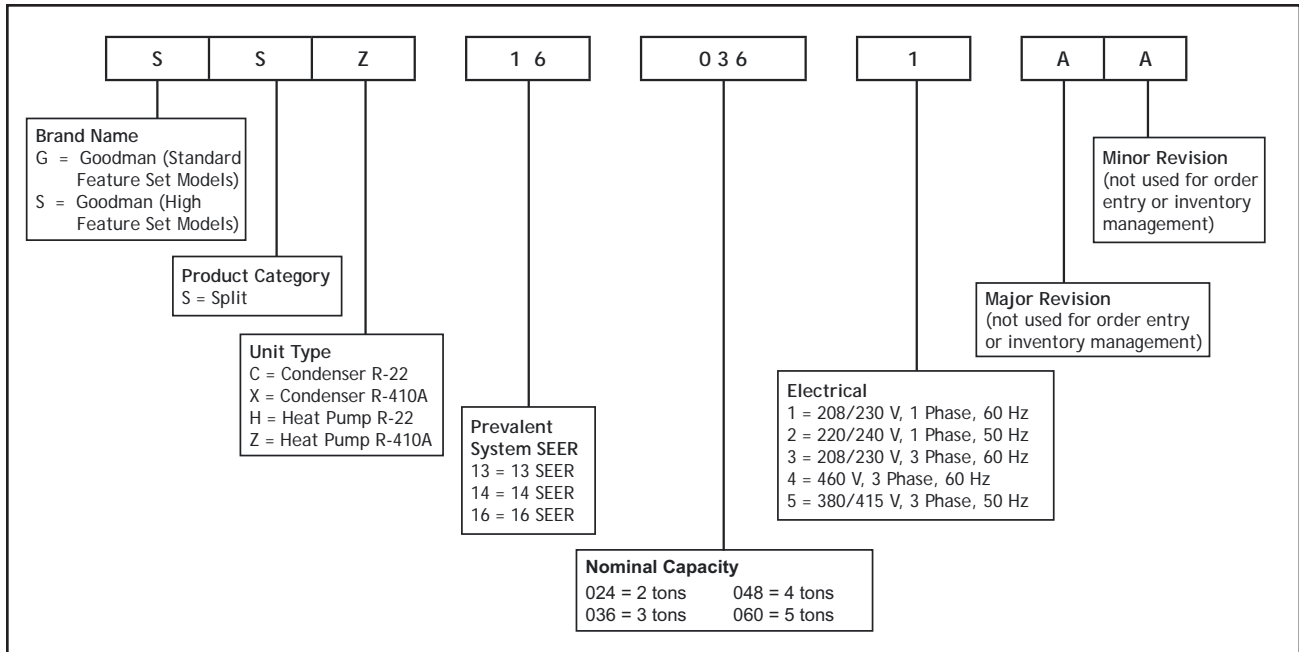 S S Z 1 6 0 3 6 1 A A
Brand Name
G = Goodman (Standard
Feature Set Models)
S = Goodman (High
Feature Set Models)
Minor Revision
(not used for order
entry or inventory
management)
Product Category
S = Split
Major Revision
(not used for order entry
or inventory management)
Unit Type
C = Condenser R-22
X = Condenser R-410A
H = Heat Pump R-22
Z = Heat Pump R-410A
Electrical
1 = 208/230 V, 1 Phase, 60 Hz
2 = 220/240 V, 1 Phase, 50 Hz
3 = 208/230 V, 3 Phase, 60 Hz
4 = 460 V, 3 Phase, 60 Hz
5 = 380/415 V, 3 Phase, 50 Hz
Prevalent
System SEER
13 = 13 SEER
14 = 14 SEER
16 = 16 SEER
Nominal Capacity
024 = 2 tons 048 = 4 tons
036 = 3 tons 060 = 5 tons